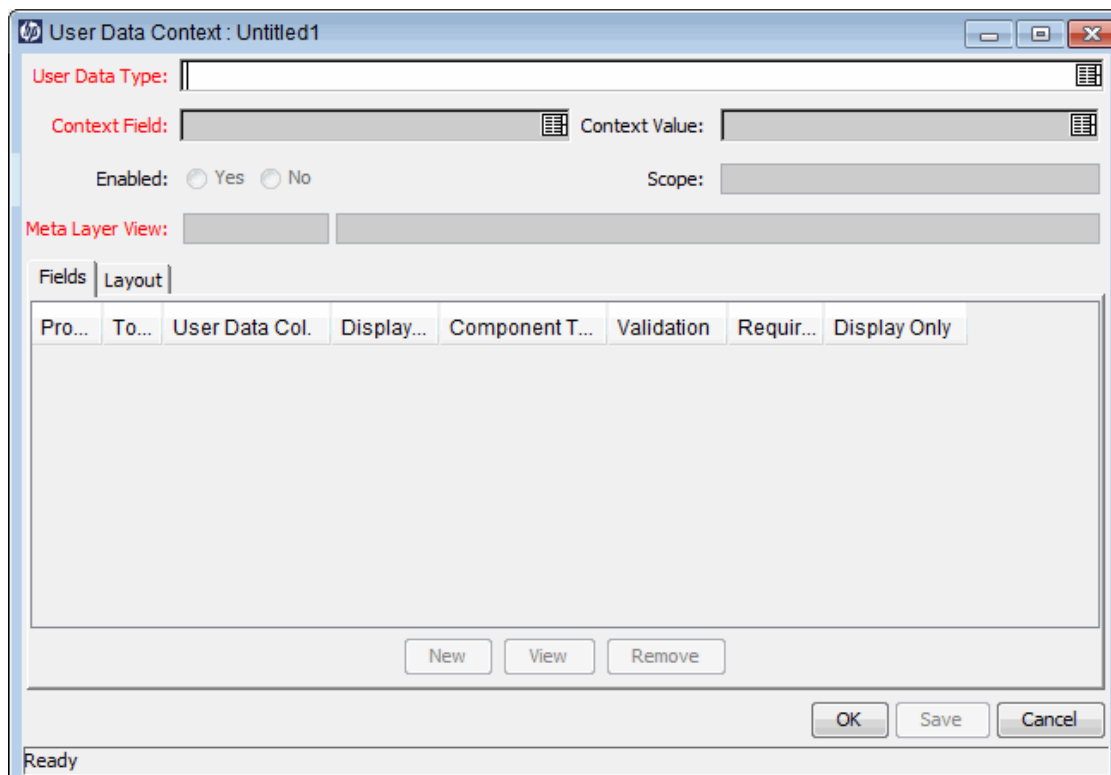 User Data Context : Untitled1
User Data Type:
Context Field: Context Value:
Enabled: Yes No Scope:
Meta Layer View:
Fields Layout
Pro... To... User Data Col. Display... Component T... Validation Requir... Display Only
New View Remove
OK Save Cancel
Ready